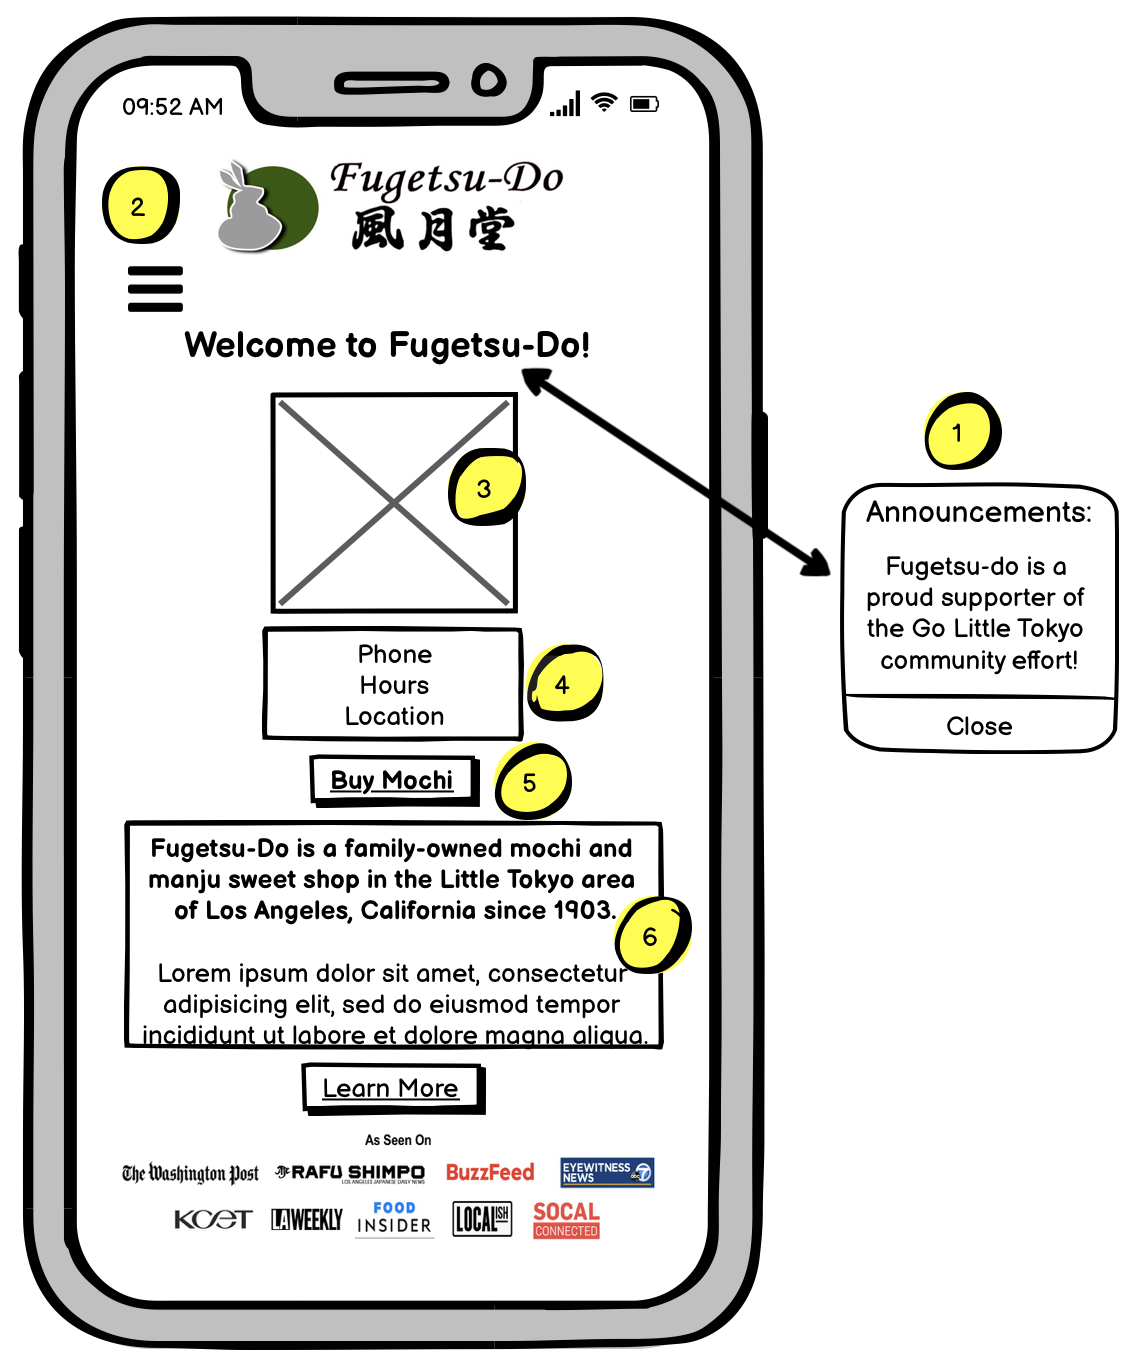 09:52 AM
2
Fugetsu-Do
風月堂
Welcome to Fugetsu-Do!
3
Phone
Hours
Location
4
Buy Mochi
5
Fugetsu-Do is a family-owned mochi and
manju sweet shop in the Little Tokyo area
of Los Angeles, California since 1903.
6
Lorem ipsum dolor sit amet, consectetur
adipisicing elit, sed do eiusmod tempor
incididunt ut labore et dolore magna aliqua.
Learn More
As Seen On
The Washington Post
The RAFU SHIMPO
LOS ANGELES JAPANESE DAILY NEWS
BuzzFeed
EYEWITNESS
NEWS
abc 7
KCET
LA WEEKLY
FOOD
INSIDER
LOCALISH
SOCAL
CONNECTED
1
Announcements:
Fugetsu-do is a
proud supporter of
the Go Little Tokyo
community effort!
Close